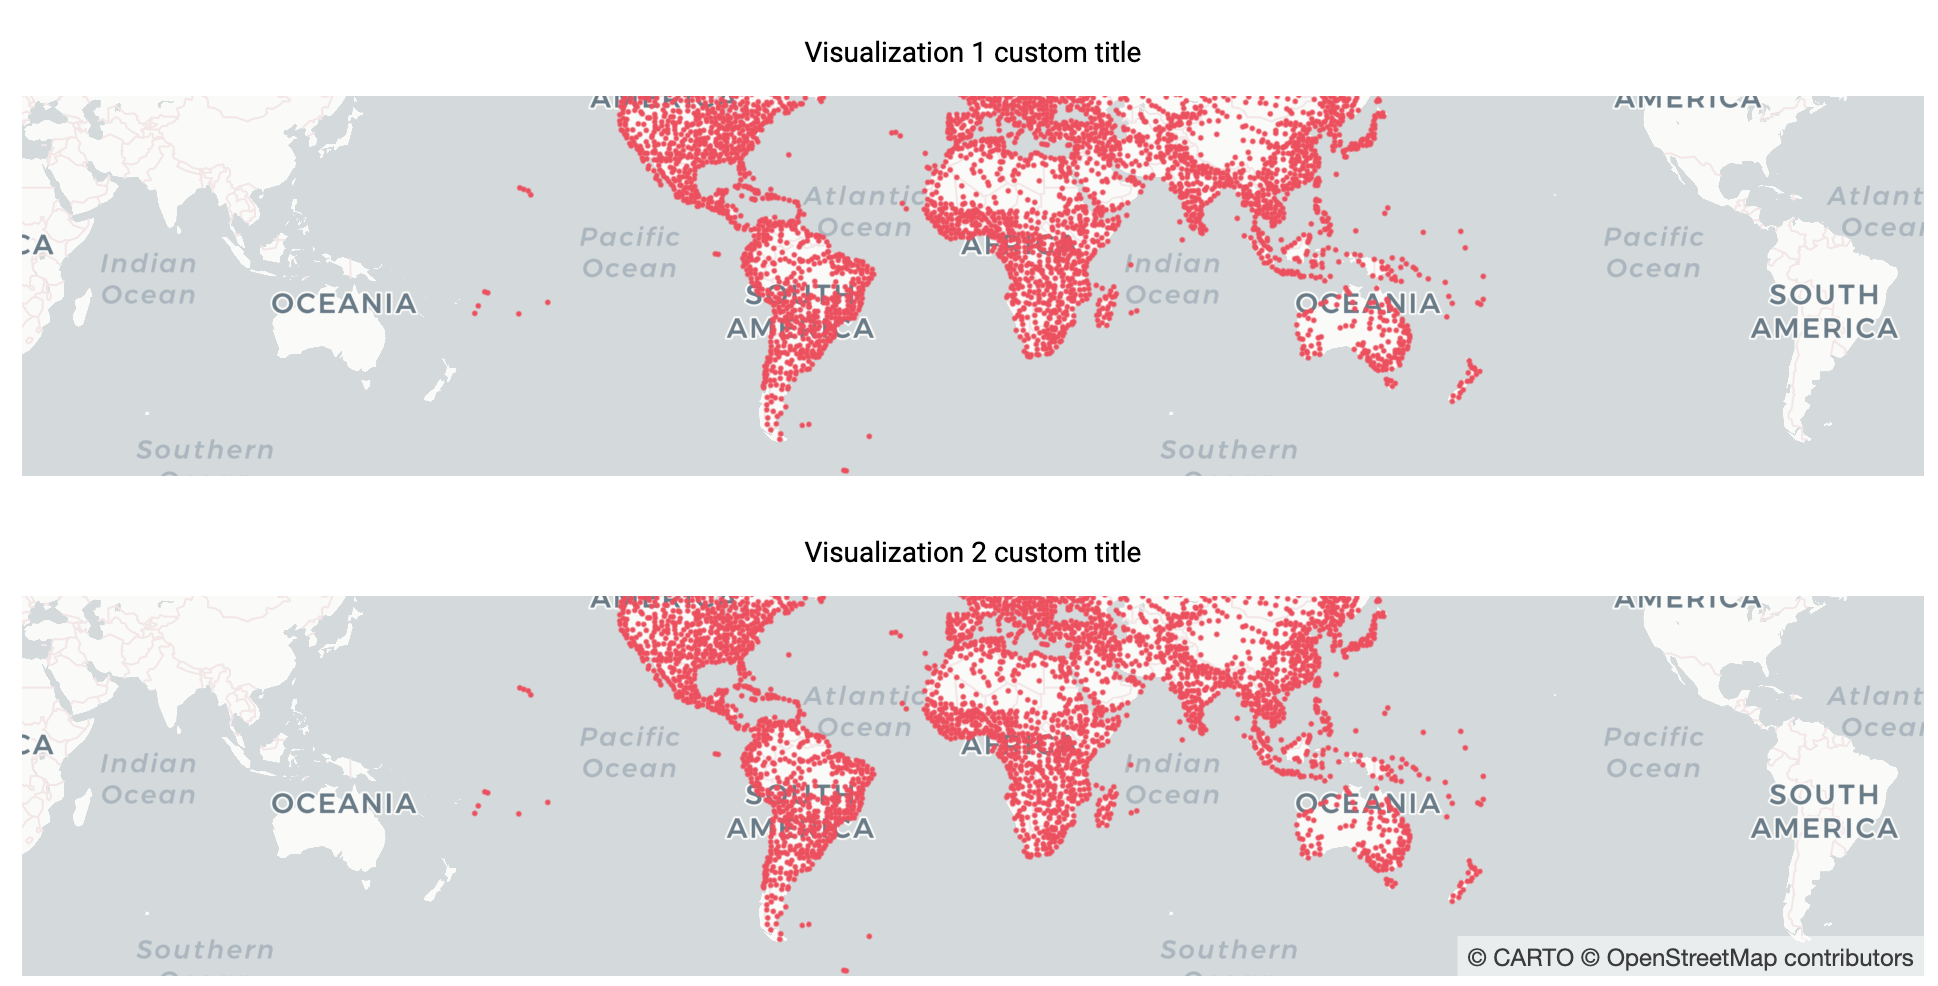 Visualization 1 custom title
AMERICA
AMERICA
Atlantic
Ocean
Atlant
Ocean
Pacific
Ocean
Pacific
Ocean
CA
AFRICA
Indian
Ocean
Indian
Ocean
OCEANIA
SOUTH
AMERICA
OCEANIA
SOUTH
AMERICA
Southern
Southern
Visualization 2 custom title
AMERICA
AMERICA
Atlantic
Ocean
Atlant
Ocean
Pacific
Ocean
Pacific
Ocean
CA
AFRICA
Indian
Ocean
Indian
Ocean
OCEANIA
SOUTH
AMERICA
OCEANIA
SOUTH
AMERICA
Southern
Southern
© CARTO © OpenStreetMap contributors